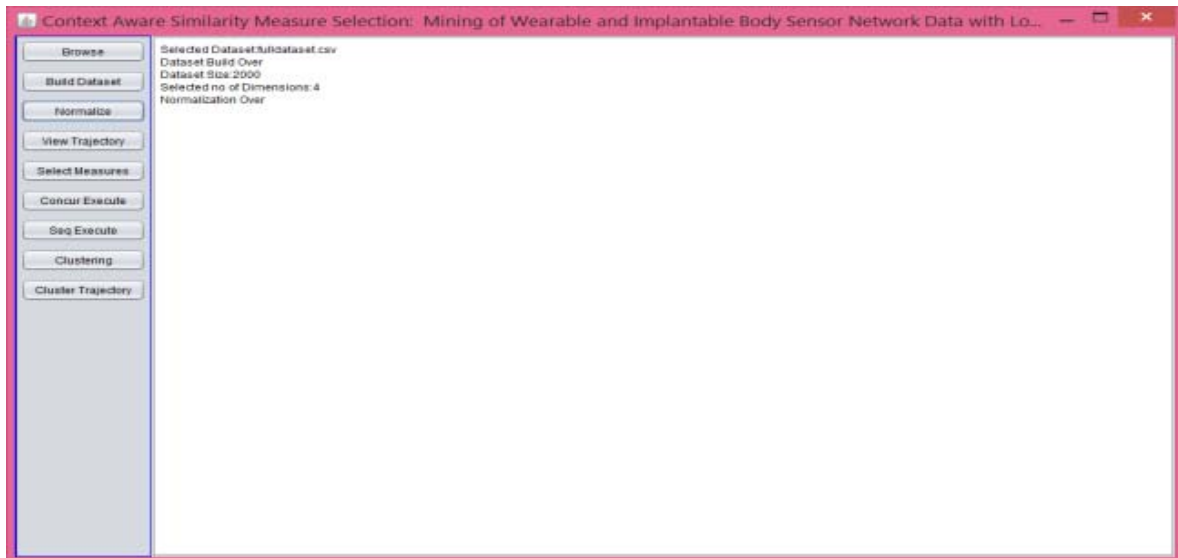 Context Aware Similarity Measure Selection: Mining of Wearable and Implantable Body Sensor Network Data with Lo...
Browse
Build Dataset
Normalize
View Trajectory
Select Measures
Concur Execute
Seq Execute
Clustering
Cluster Trajectory
Selected Dataset:fulldataset.csv
Dataset Build Over
Dataset Size:2000
Selected no of Dimensions:4
Normalization Over